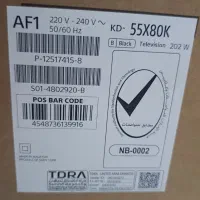 AF1
220 V - 240 V ~
50/60 Hz
KD- 55X80K
B Black Television 202 W
P-12517415-8
S01-4802920-B
POS BAR CODE
4548736139916
NB-0002
TDRA